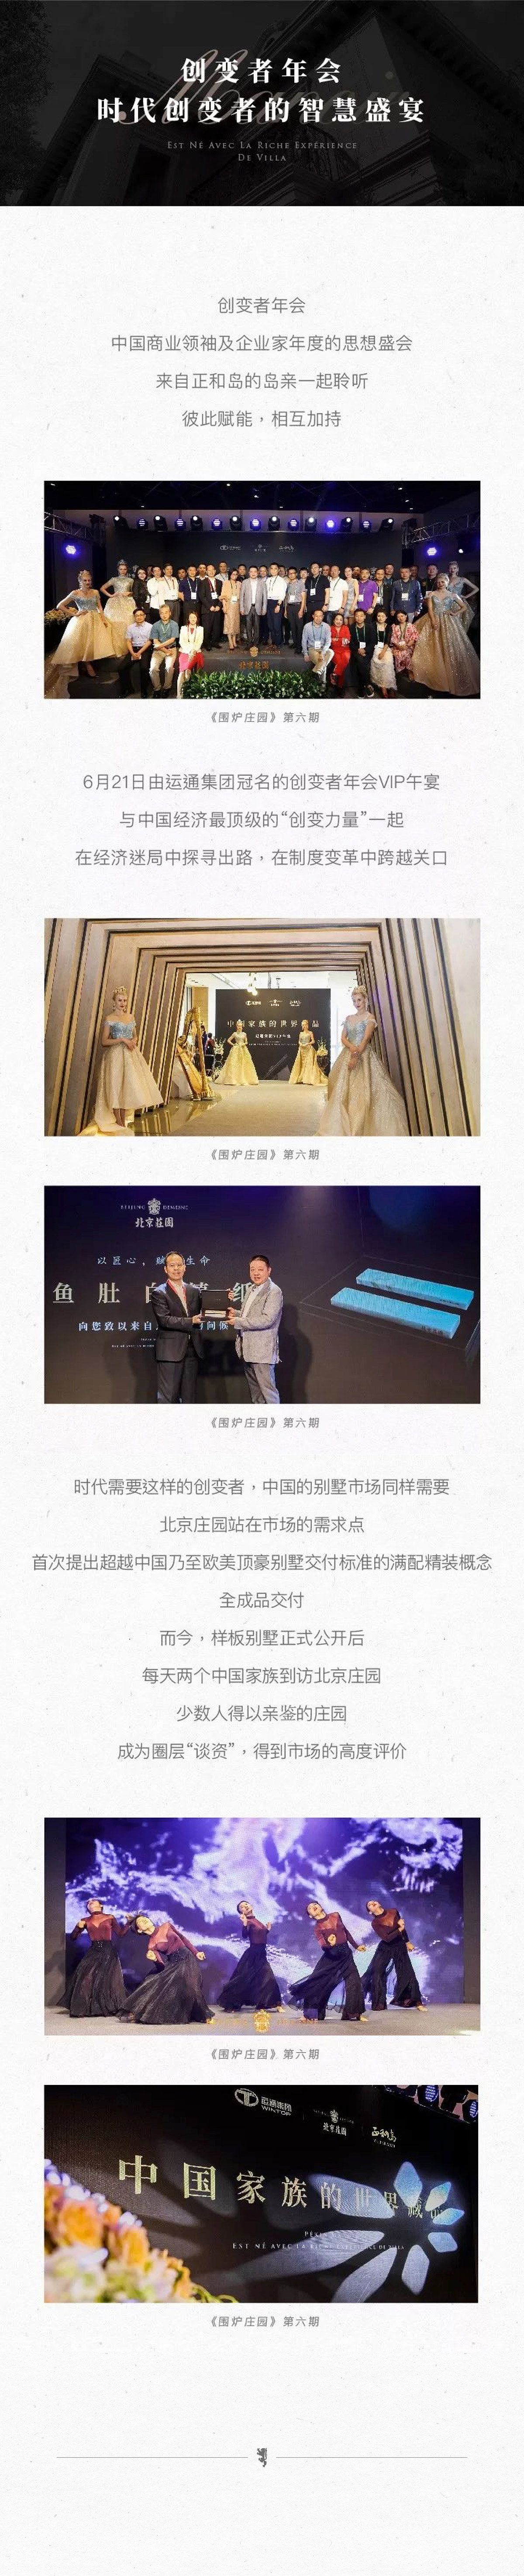 创变者年会
时代创变者的智慧盛宴
EST NÉ AVEC LA RICHE EXPÉRIENCE
DE VILLA
创变者年会
中国商业领袖及企业家年度的思想盛会
来自正和岛的岛亲一起聆听
彼此赋能，相互加持
北京莊園
《围炉庄园》第六期
6月21日由运通集团冠名的创变者年会VIP午宴
与中国经济最顶级的“创变力量”一起
在经济迷局中探寻出路，在制度变革中跨越关口
中国家族的世界 品
《围炉庄园》第六期
北京莊園
以匠心，赋 生命
鱼肚白
向您致以来自 问候
《围炉庄园》第六期
时代需要这样的创变者，中国的别墅市场同样需要
北京庄园站在市场的需求点
首次提出超越中国乃至欧美顶豪别墅交付标准的满配精装概念
全成品交付
而今，样板别墅正式公开后
每天两个中国家族到访北京庄园
少数人得以亲鉴的庄园
成为圈层“谈资”，得到市场的高度评价
《围炉庄园》第六期
运通集团
WINTOP
北京莊園
正和岛
中国家族的世界藏
EST NÉ AVEC LA RICHE EXPÉRIENCE DE VILLA
《围炉庄园》第六期